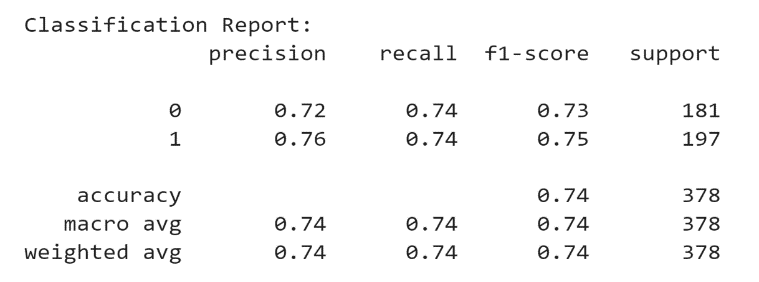 Classification Report:
precision recall f1-score support
0 0.72 0.74 0.73 181
1 0.76 0.74 0.75 197
accuracy 0.74 378
macro avg 0.74 0.74 0.74 378
weighted avg 0.74 0.74 0.74 378